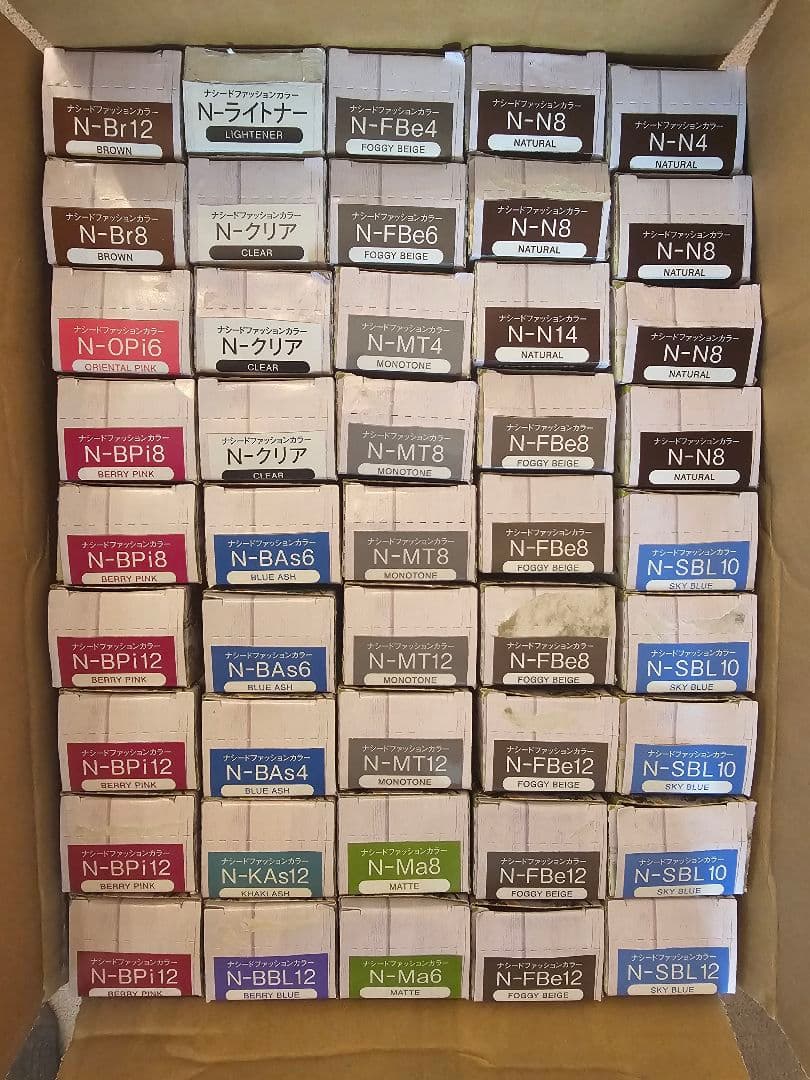 ナシードファッションカラー
N-Br12
BROWN
ナシードファッションカラー
N-ライトナー
LIGHTENER
ナシードファッションカラー
N-FBe4
FOGGY BEIGE
ナシードファッションカラー
N-N8
NATURAL
ナシードファッションカラー
N-N4
NATURAL
ナシードファッションカラー
N-Br8
BROWN
ナシードファッションカラー
N-クリア
CLEAR
ナシードファッションカラー
N-FBe6
FOGGY BEIGE
ナシードファッションカラー
N-N8
NATURAL
ナシードファッションカラー
N-N8
NATURAL
ナシードファッションカラー
N-OPi6
ORIENTAL PINK
ナシードファッションカラー
N-クリア
CLEAR
ナシードファッションカラー
N-MT4
MONOTONE
ナシードファッションカラー
N-N14
NATURAL
ナシードファッションカラー
N-N8
NATURAL
ナシードファッションカラー
N-BPi8
BERRY PINK
ナシードファッションカラー
N-クリア
CLEAR
ナシードファッションカラー
N-MT8
MONOTONE
ナシードファッションカラー
N-FBe8
FOGGY BEIGE
ナシードファッションカラー
N-N8
NATURAL
ナシードファッションカラー
N-BPi8
BERRY PINK
ナシードファッションカラー
N-BAs6
BLUE ASH
ナシードファッションカラー
N-MT8
MONOTONE
ナシードファッションカラー
N-FBe8
FOGGY BEIGE
ナシードファッションカラー
N-SBL10
SKY BLUE
ナシードファッションカラー
N-BPi12
BERRY PINK
ナシードファッションカラー
N-BAs6
BLUE ASH
ナシードファッションカラー
N-MT12
MONOTONE
ナシードファッションカラー
N-FBe8
FOGGY BEIGE
ナシードファッションカラー
N-SBL10
SKY BLUE
ナシードファッションカラー
N-BPi12
BERRY PINK
ナシードファッションカラー
N-BAs4
BLUE ASH
ナシードファッションカラー
N-MT12
MONOTONE
ナシードファッションカラー
N-FBe12
FOGGY BEIGE
ナシードファッションカラー
N-SBL10
SKY BLUE
ナシードファッションカラー
N-BPi12
BERRY PINK
ナシードファッションカラー
N-KAs12
KHAKI ASH
ナシードファッションカラー
N-Ma8
MATTE
ナシードファッションカラー
N-FBe12
FOGGY BEIGE
ナシードファッションカラー
N-SBL10
SKY BLUE
ナシードファッションカラー
N-BPi12
BERRY PINK
ナシードファッションカラー
N-BBL12
BERRY BLUE
ナシードファッションカラー
N-Ma6
MATTE
ナシードファッションカラー
N-FBe12
FOGGY BEIGE
ナシードファッションカラー
N-SBL12
SKY BLUE